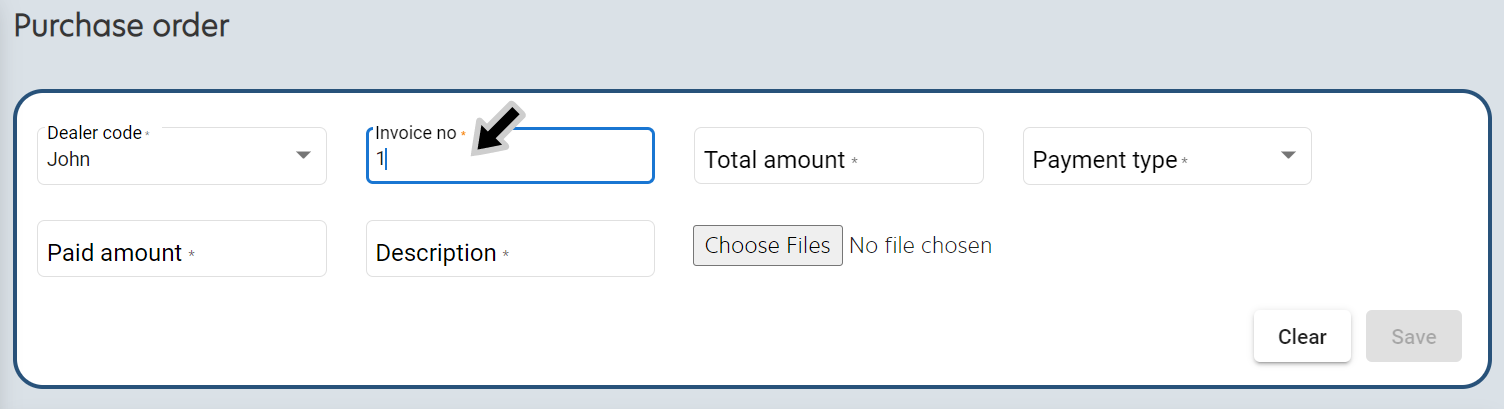 Purchase order
Dealer code *
John
Invoice no *
1
Total amount *
Payment type *
Paid amount *
Description *
Choose Files No file chosen
Clear
Save